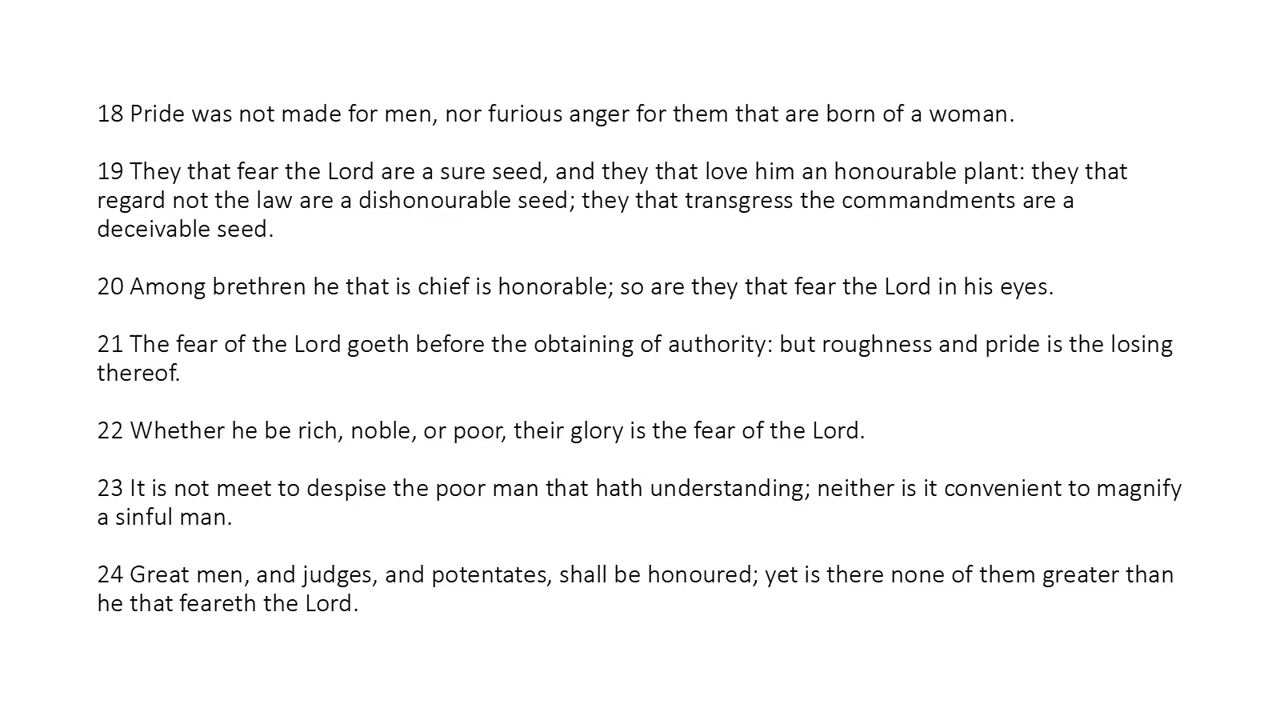 18 Pride was not made for men, nor furious anger for them that are born of a woman.
19 They that fear the Lord are a sure seed, and they that love him an honourable plant: they that
regard not the law are a dishonourable seed; they that transgress the commandments are a
deceivable seed.
20 Among brethren he that is chief is honorable; so are they that fear the Lord in his eyes.
21 The fear of the Lord goeth before the obtaining of authority: but roughness and pride is the losing
thereof.
22 Whether he be rich, noble, or poor, their glory is the fear of the Lord.
23 It is not meet to despise the poor man that hath understanding; neither is it convenient to magnify
a sinful man.
24 Great men, and judges, and potentates, shall be honoured; yet is there none of them greater than
he that feareth the Lord.